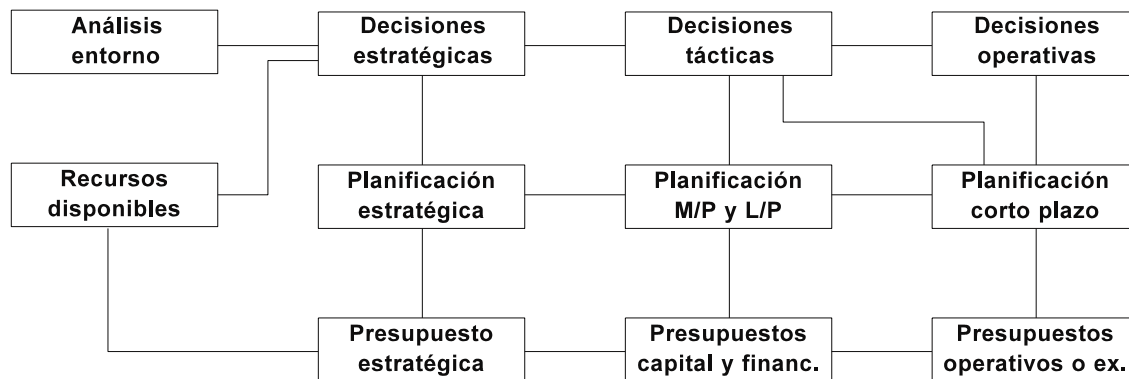 Análisis
entorno
Decisiones
estratégicas
Decisiones
tácticas
Decisiones
operativas
Recursos
disponibles
Planificación
estratégica
Planificación
M/P y L/P
Planificación
corto plazo
Presupuesto
estratégica
Presupuestos
capital y financ.
Presupuestos
operativos o ex.